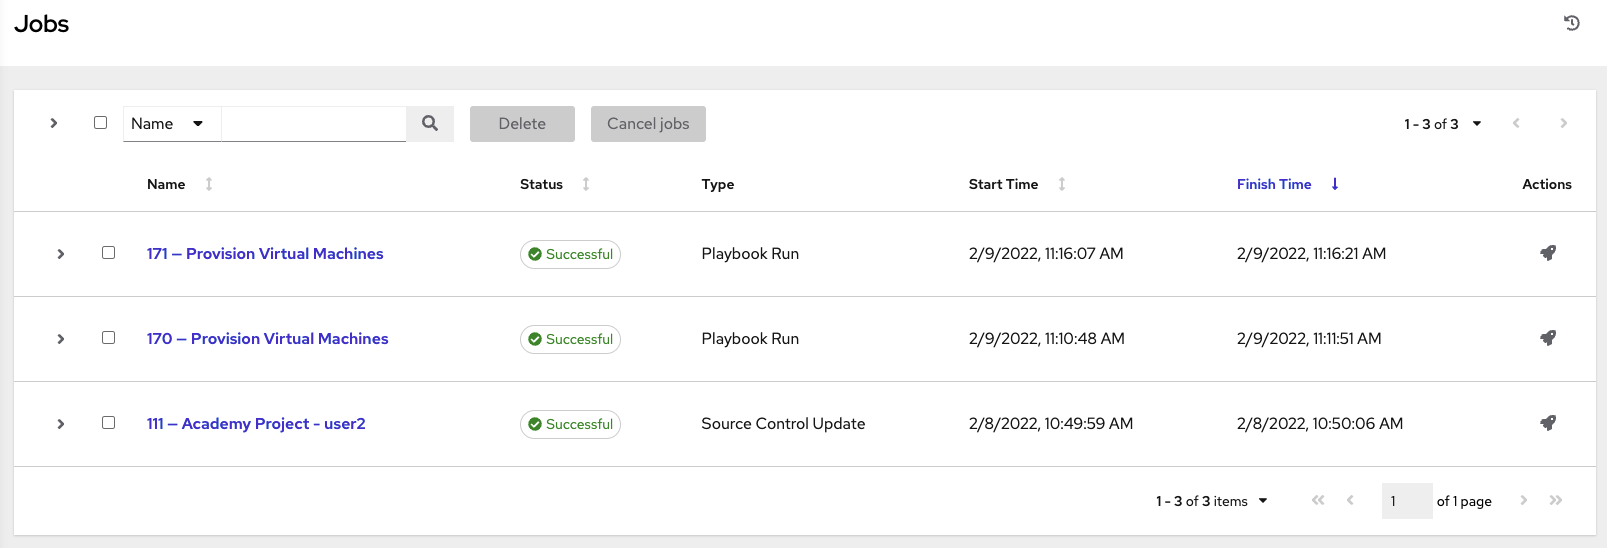 Jobs
Name Delete Cancel jobs 1 - 3 of 3
Name Status Type Start Time Finish Time Actions
171 — Provision Virtual Machines Successful Playbook Run 2/9/2022, 11:16:07 AM 2/9/2022, 11:16:21 AM
170 — Provision Virtual Machines Successful Playbook Run 2/9/2022, 11:10:48 AM 2/9/2022, 11:11:51 AM
111 — Academy Project - user2 Successful Source Control Update 2/8/2022, 10:49:59 AM 2/8/2022, 10:50:06 AM
1 - 3 of 3 items 1 of 1 page